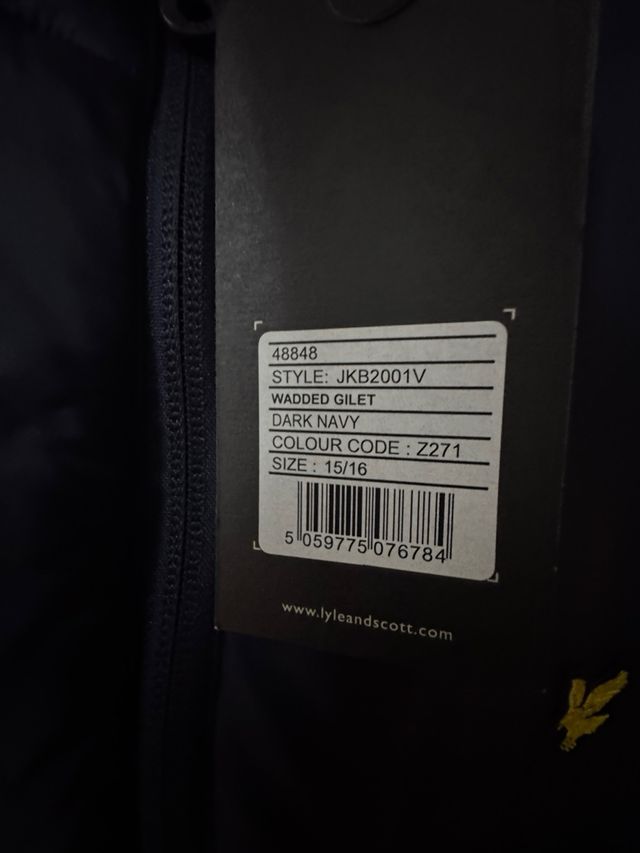 48848
STYLE: JKB2001V
WADDED GILET
DARK NAVY
COLOUR CODE : Z271
SIZE : 15/16
5 059775 076784
www.lyleandscott.com